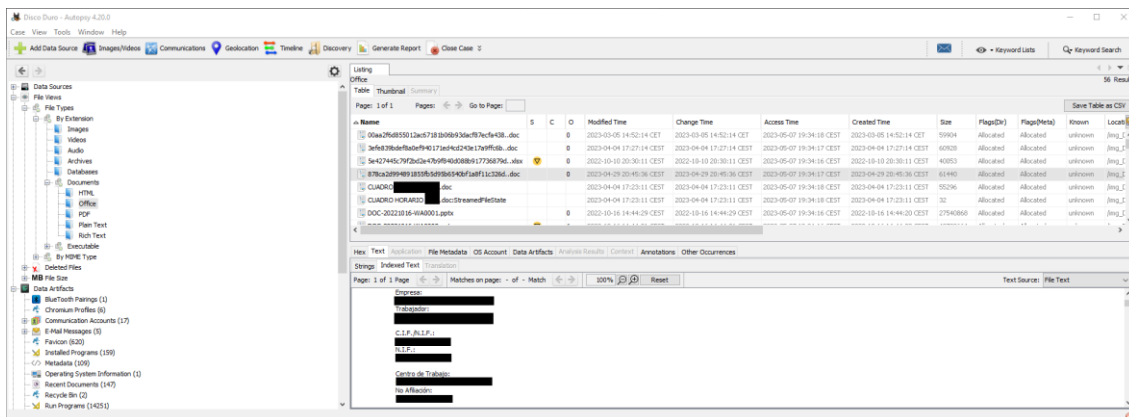 Disco Duro - Autopsy 4.20.0
Case View Tools Window Help
Add Data Source Images/Videos Communications Geolocation Timeline Discovery Generate Report Close Case Keyword Lists Keyword Search
Data Sources
File Views
File Types
By Extension
Images
Videos
Audio
Archives
Databases
Documents
HTML
Office
PDF
Plain Text
Rich Text
Executable
By MIME Type
Deleted Files
MB File Size
Data Artifacts
BlueTooth Pairings (1)
Chromium Profiles (6)
Communication Accounts (17)
E-Mail Messages (5)
Favicon (620)
Installed Programs (159)
Metadata (109)
Operating System Information (1)
Recent Documents (147)
Recycle Bin (2)
Run Programs (14251)
Listing
Office 56 Resu
Table Thumbnail Summary
Page: 1 of 1 Pages: Go to Page: Save Table as CSV
Name S C O Modified Time Change Time Access Time Created Time Size Flags(Dir) Flags(Meta) Known Locati
0 2023-03-05 14:52:14 CET 2023-03-05 14:52:14 CET 2023-05-07 19:34:18 CEST 2023-03-05 14:52:14 CET 59904 Allocated Allocated unknown
0 2023-04-04 17:27:14 CEST 2023-04-04 17:27:14 CEST 2023-05-07 19:34:17 CEST 2023-04-04 17:27:14 CEST 60928 Allocated Allocated unknown
0 2022-10-10 20:30:11 CEST 2022-10-10 20:30:11 CEST 2023-05-07 19:34:16 CEST 2022-10-10 20:30:11 CEST 40853 Allocated Allocated unknown
0 2023-04-29 20:45:36 CEST 2023-04-29 20:45:36 CEST 2023-05-07 19:34:17 CEST 2023-04-29 20:45:36 CEST 61440 Allocated Allocated unknown
CUADRO .doc 2023-04-04 17:23:11 CEST 2023-04-04 17:23:11 CEST 2023-05-07 19:34:18 CEST 2023-04-04 17:23:11 CEST 55296 Allocated Allocated unknown
CUADRO HORARIO .doc:StreamedFileState 2023-04-04 17:23:11 CEST 2023-04-04 17:23:11 CEST 2023-05-07 19:34:18 CEST 2023-04-04 17:23:11 CEST 32 Allocated Allocated unknown
DOC-20221016-WA0001.pptx 0 2022-10-16 14:44:29 CEST 2022-10-16 14:44:29 CEST 2023-05-07 19:34:16 CEST 2022-10-16 14:44:20 CEST 27540868 Allocated Allocated unknown
Hex Text Application File Metadata OS Account Data Artifacts Analysis Results Context Annotations Other Occurrences
Strings Indexed Text Translation
Page: 1 of 1 Page Matches on page: - of - Match 100% Reset Text Source: File Text
Empresa:
Trabajador:
C.I.F./N.I.F.:
N.I.F.:
Centro de Trabajo:
No Afiliación: